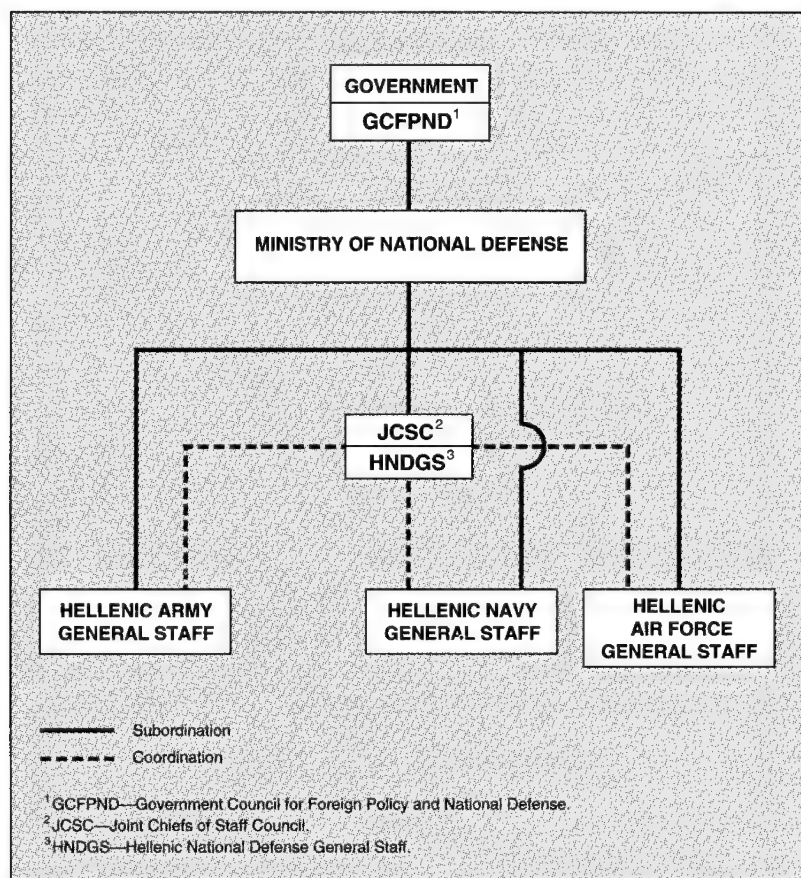 GOVERNMENT
GCFPND¹
MINISTRY OF NATIONAL DEFENSE
JCSC²
HNDGS³
HELLENIC ARMY
GENERAL STAFF
HELLENIC NAVY
GENERAL STAFF
HELLENIC
AIR FORCE
GENERAL STAFF
Subordination
Coordination
¹GCFPND—Government Council for Foreign Policy and National Defense.
²JCSC—Joint Chiefs of Staff Council.
³HNDGS—Hellenic National Defense General Staff.